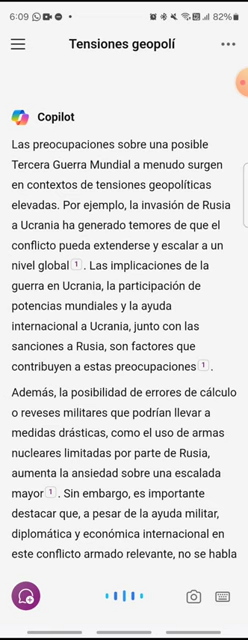 6:09 82%
Tensiones geopolí
Copilot
Las preocupaciones sobre una posible
Tercera Guerra Mundial a menudo surgen
en contextos de tensiones geopolíticas
elevadas. Por ejemplo, la invasión de Rusia
a Ucrania ha generado temores de que el
conflicto pueda extenderse y escalar a un
nivel global 1 . Las implicaciones de la
guerra en Ucrania, la participación de
potencias mundiales y la ayuda
internacional a Ucrania, junto con las
sanciones a Rusia, son factores que
contribuyen a estas preocupaciones 1 .
Además, la posibilidad de errores de cálculo
o reveses militares que podrían llevar a
medidas drásticas, como el uso de armas
nucleares limitadas por parte de Rusia,
aumenta la ansiedad sobre una escalada
mayor 1 . Sin embargo, es importante
destacar que, a pesar de la ayuda militar,
diplomática y económica internacional en
este conflicto armado relevante, no se habla